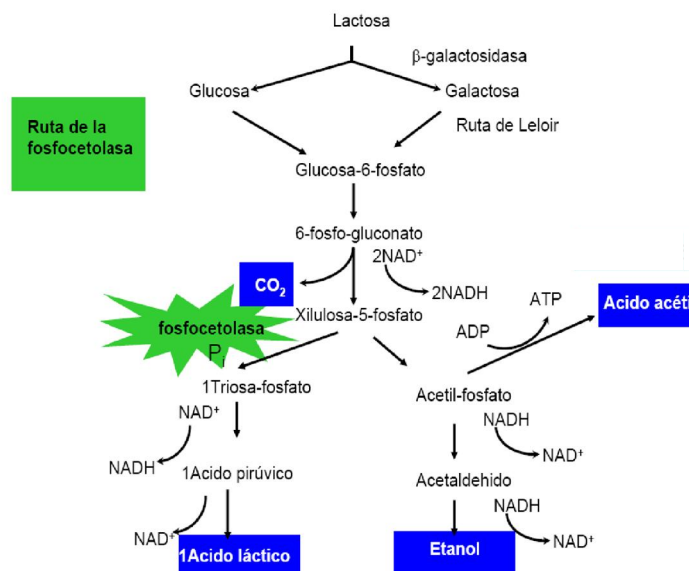 Lactosa
β-galactosidasa
Glucosa
Galactosa
Ruta de la
fosfocetolasa
Ruta de Leloir
Glucosa-6-fosfato
6-fosfo-gluconato
2NAD⁺
CO₂
2NADH
ATP
Acido acéti
Xilulosa-5-fosfato
fosfocetolasa
ADP
Pi
1Triosa-fosfato
Acetil-fosfato
NAD⁺
NADH
NADH
NAD⁺
1Acido pirúvico
Acetaldehido
NADH
NAD⁺
1Acido láctico
Etanol
NAD⁺